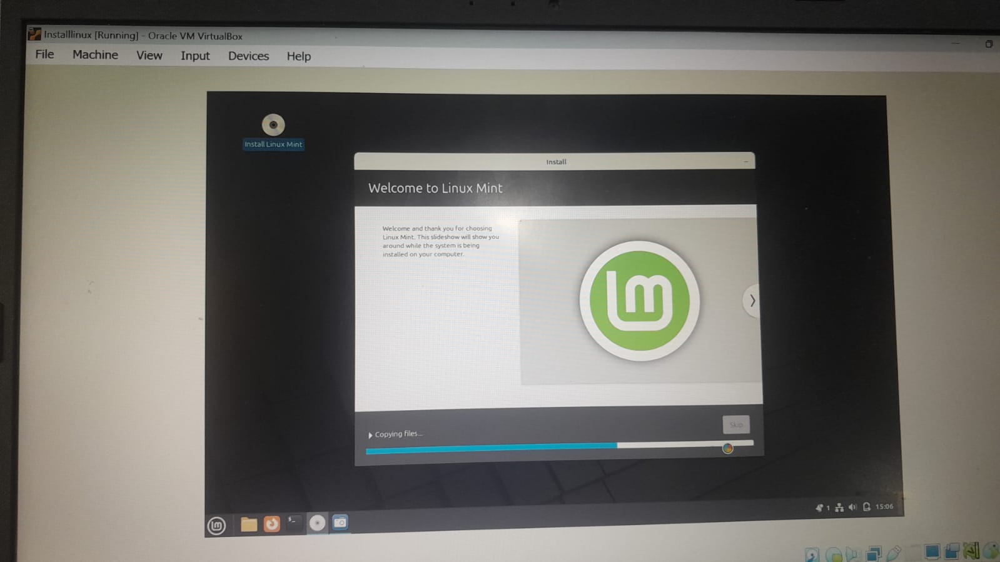 Installlinux [Running] - Oracle VM VirtualBox
File Machine View Input Devices Help
Install Linux Mint
Install
Welcome to Linux Mint
Welcome and thank you for choosing
Linux Mint. This slideshow will show you
around while the system is being
installed on your computer.
lm
Copying files...
Skip
1 15:06